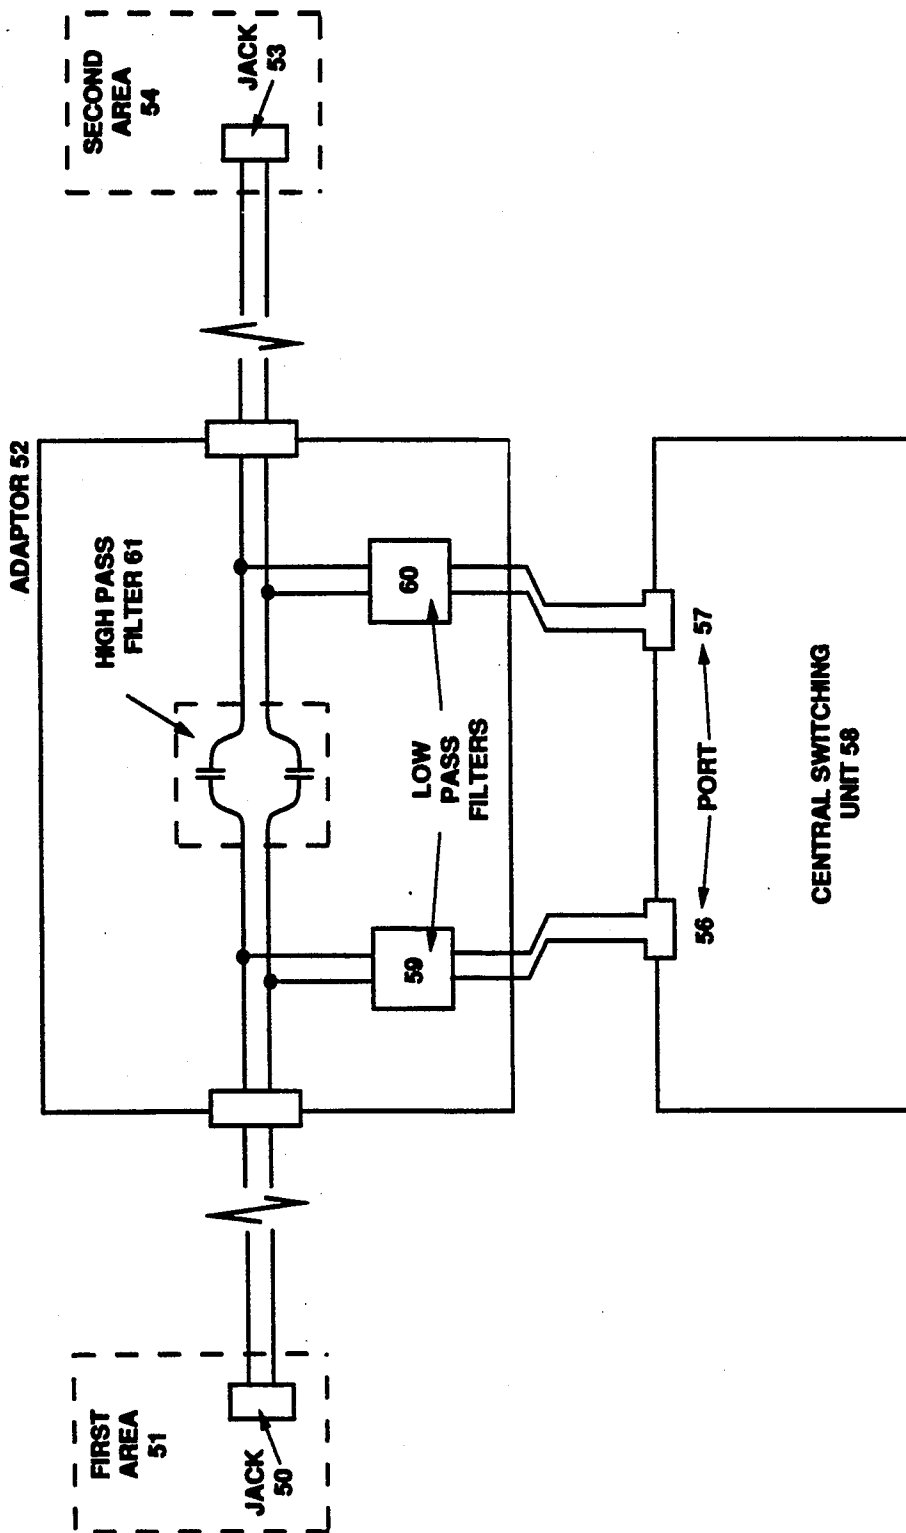 FIRST
AREA
51
JACK
50
ADAPTOR 52
HIGH PASS
FILTER 61
SECOND
AREA
54
JACK
53
59
LOW
PASS
FILTERS
60
56
PORT
57
CENTRAL SWITCHING
UNIT 58